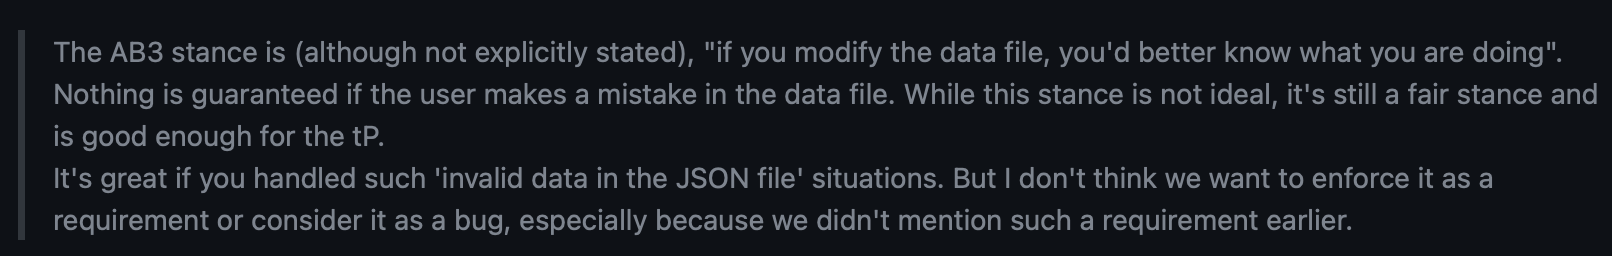 The AB3 stance is (although not explicitly stated), "if you modify the data file, you'd better know what you are doing".
Nothing is guaranteed if the user makes a mistake in the data file. While this stance is not ideal, it's still a fair stance and
is good enough for the tP.
It's great if you handled such 'invalid data in the JSON file' situations. But I don't think we want to enforce it as a
requirement or consider it as a bug, especially because we didn't mention such a requirement earlier.